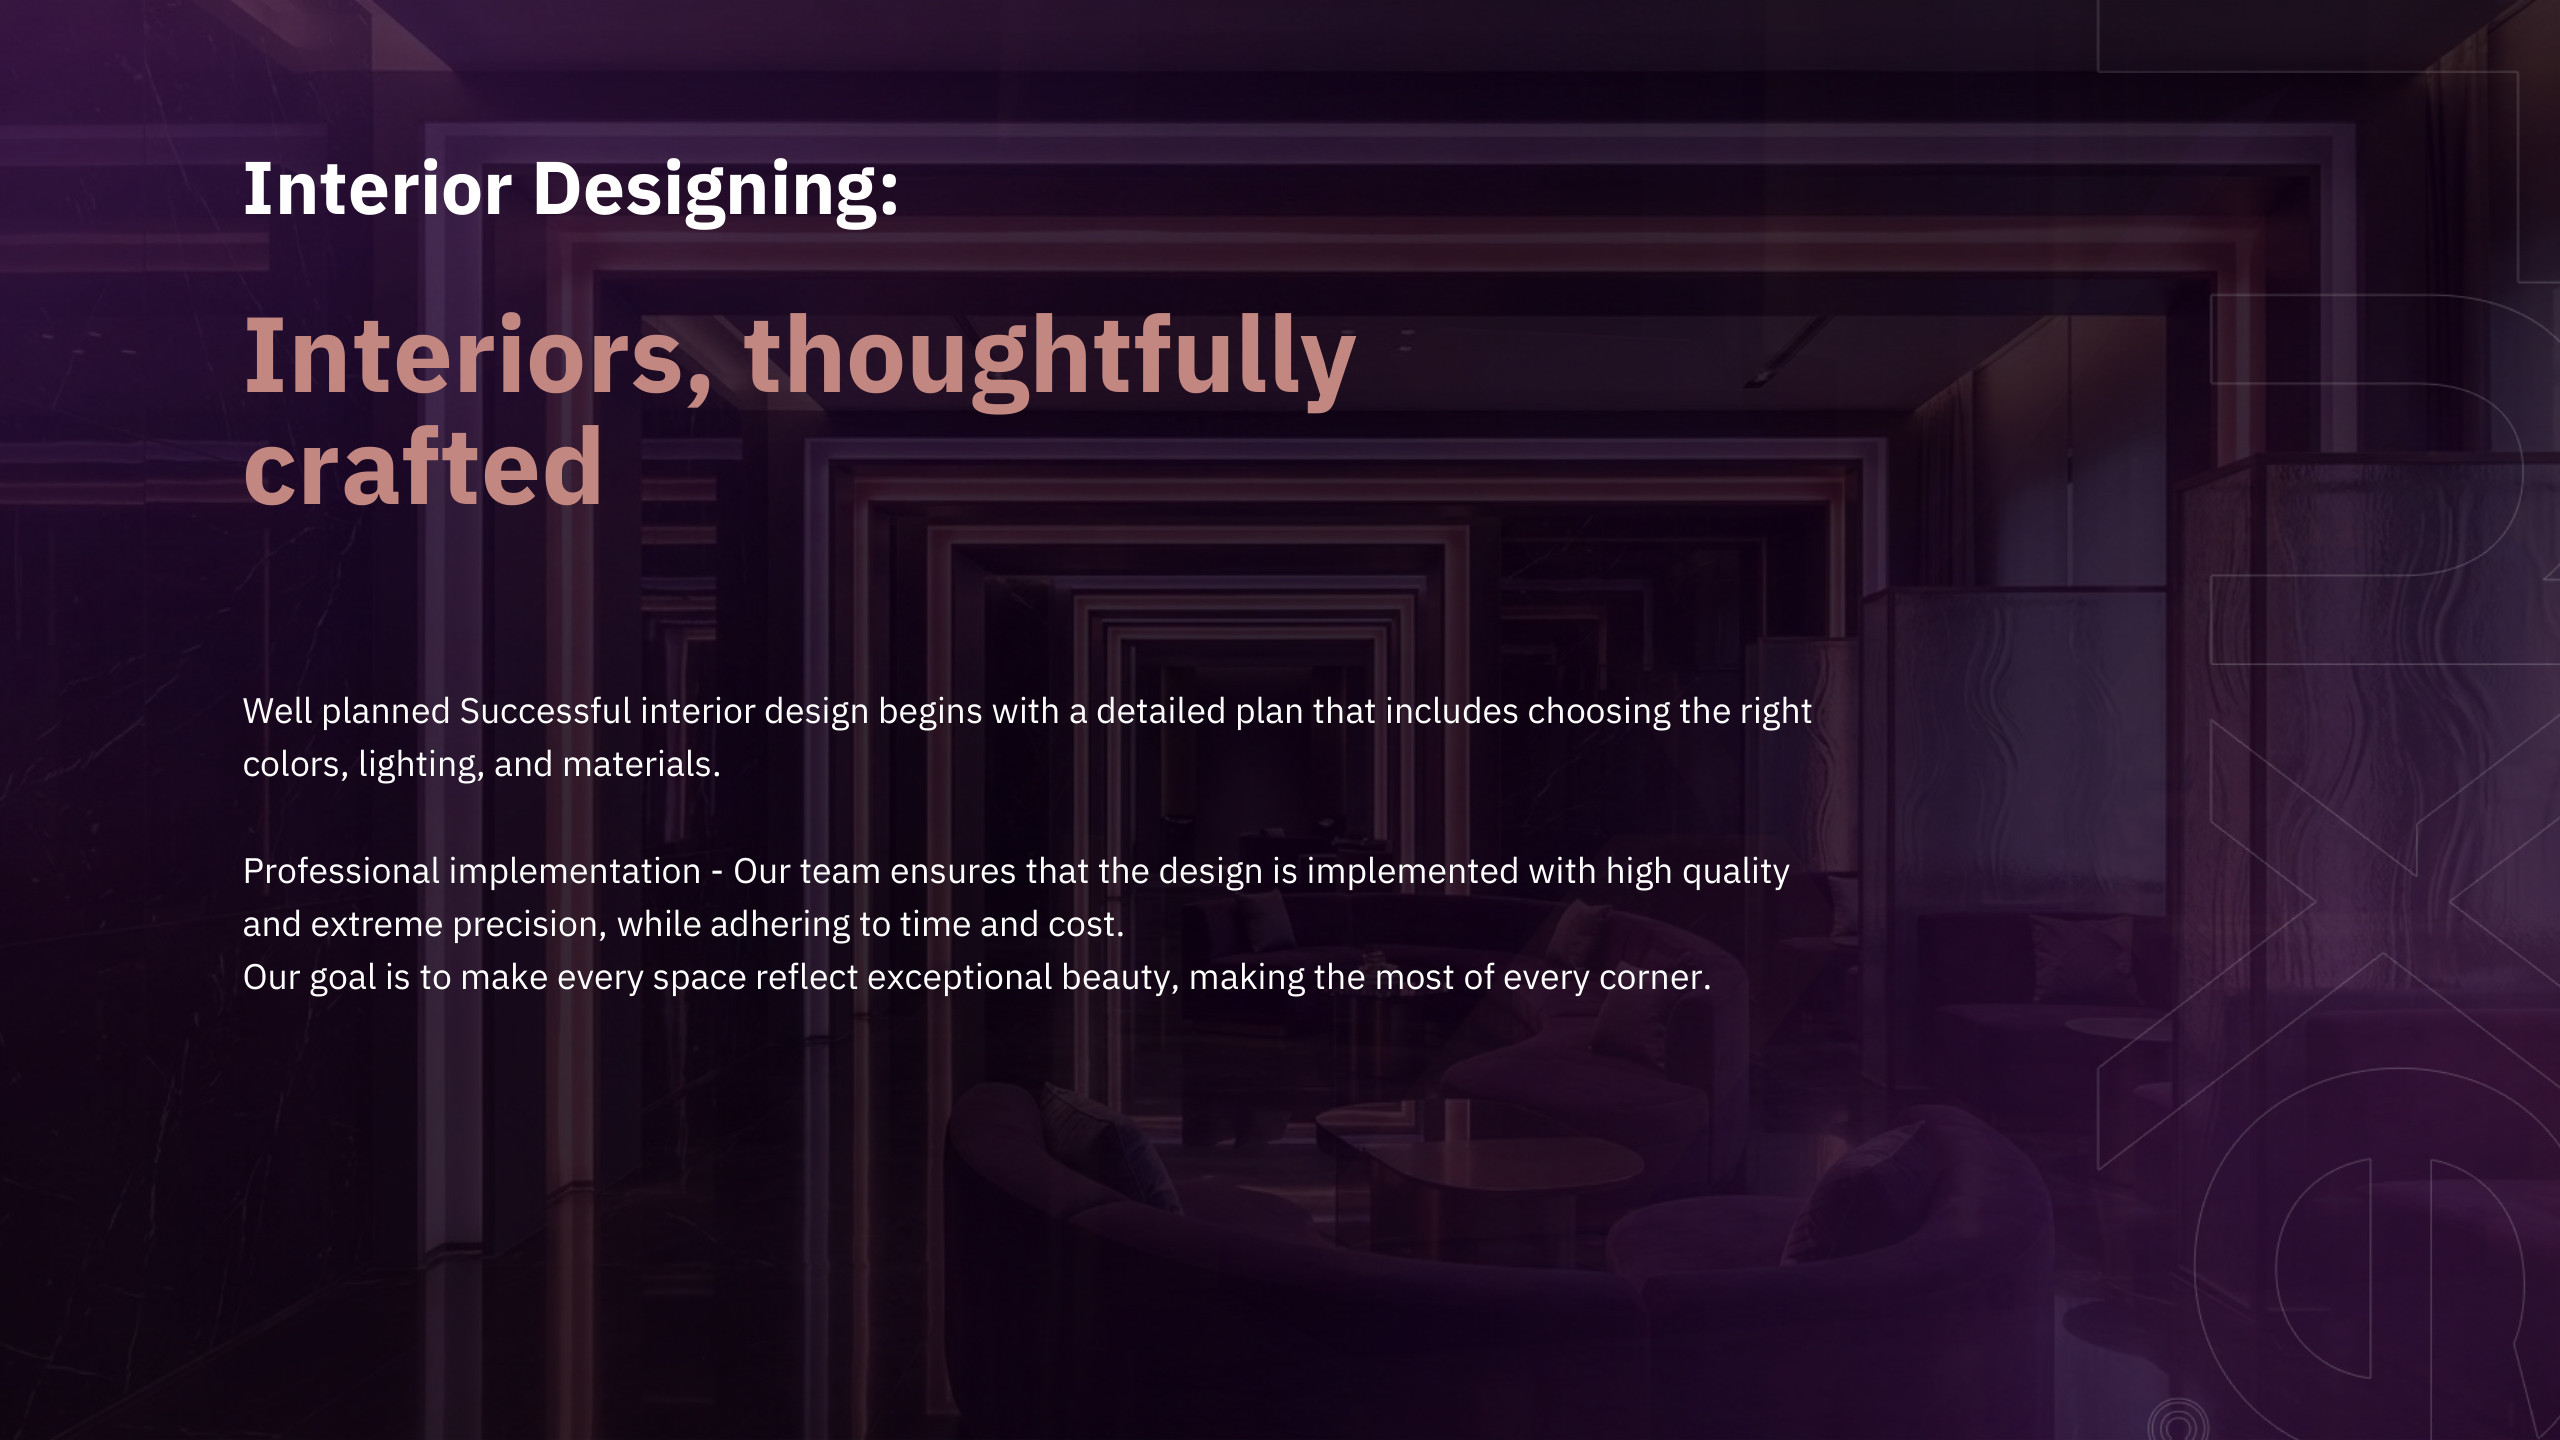 Interior Designing:
Interiors, thoughtfully
crafted
Well planned Successful interior design begins with a detailed plan that includes choosing the right
colors, lighting, and materials.
Professional implementation - Our team ensures that the design is implemented with high quality
and extreme precision, while adhering to time and cost.
Our goal is to make every space reflect exceptional beauty, making the most of every corner.